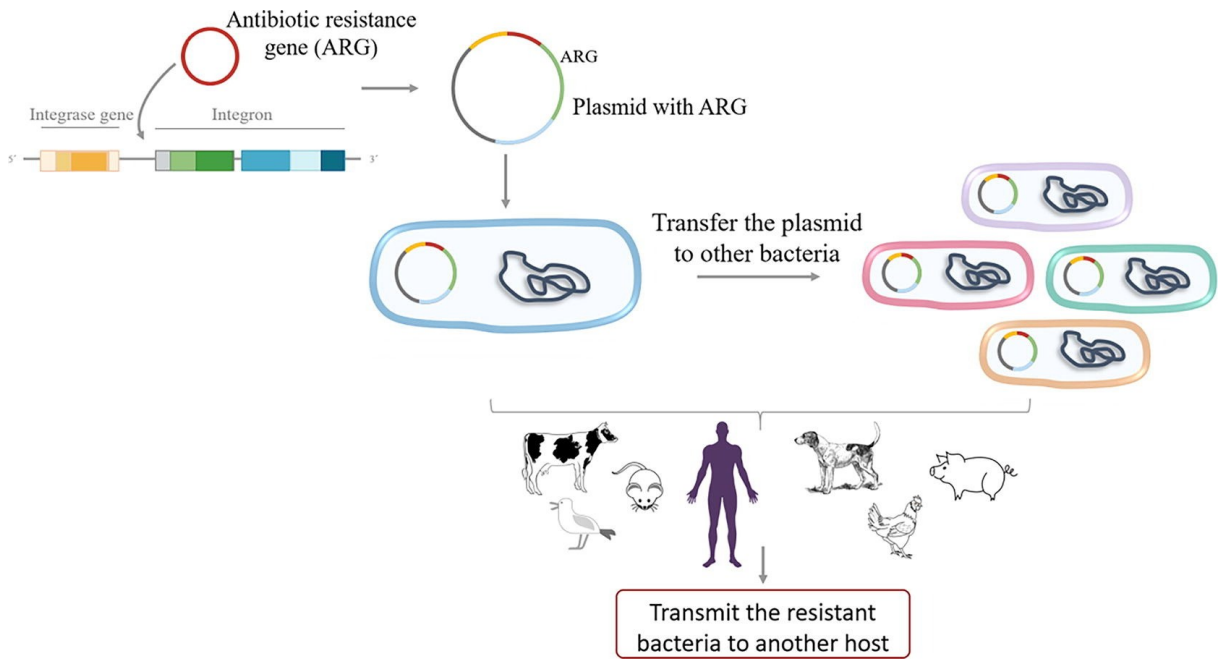 Antibiotic resistance
gene (ARG)
ARG
Plasmid with ARG
Integrase gene
Integron
5´
3´
Transfer the plasmid
to other bacteria
Transmit the resistant
bacteria to another host